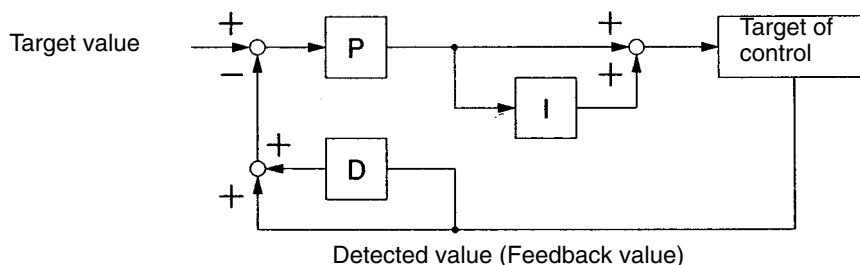 Target value
+
−
P
+
+
I
Target of
control
+
+
D
Detected value (Feedback value)